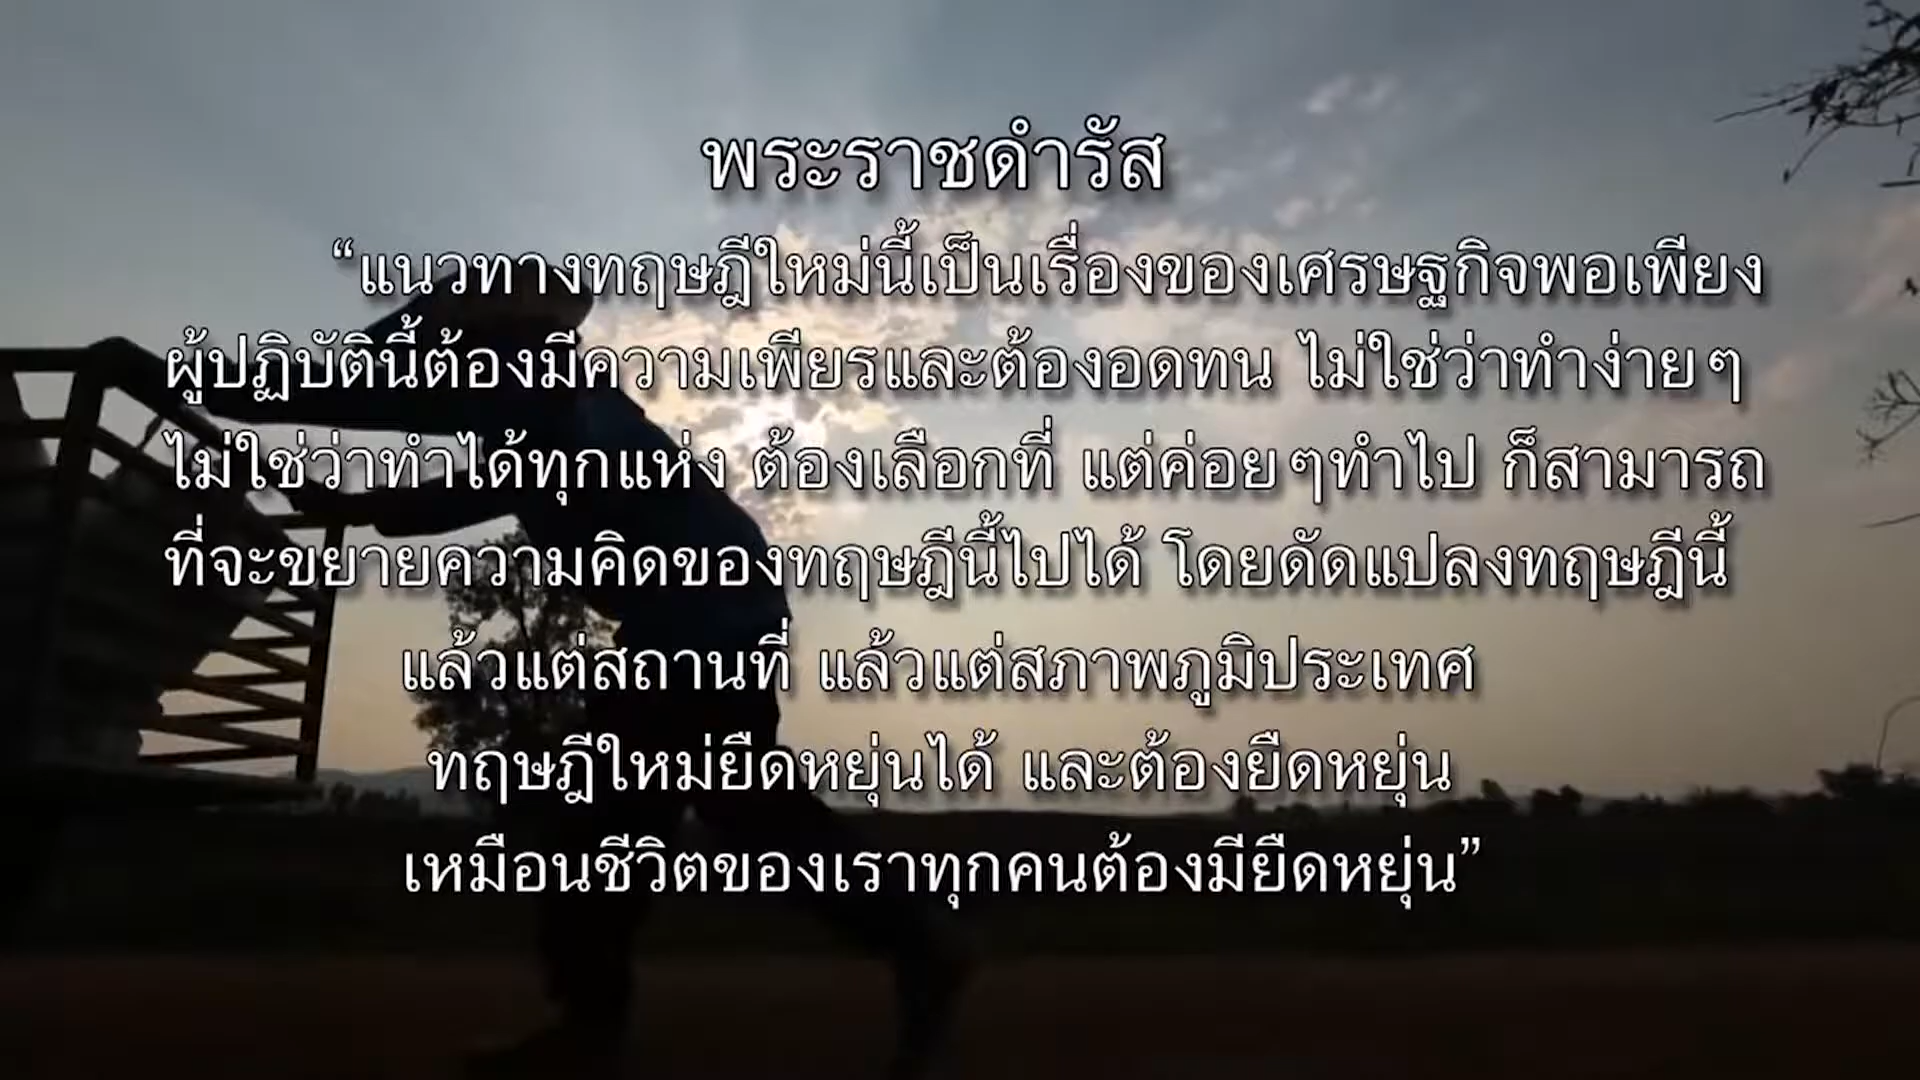 พระราชดำรัส
“แนวทางทฤษฎีใหม่นี้เป็นเรื่องของเศรษฐกิจพอเพียง
ผู้ปฏิบัตินี้ต้องมีความเพียรและต้องอดทน ไม่ใช่ว่าทำง่ายๆ
ไม่ใช่ว่าทำได้ทุกแห่ง ต้องเลือกที่ แต่ค่อยๆทำไป ก็สามารถ
ที่จะขยายความคิดของทฤษฎีนี้ไปได้ โดยดัดแปลงทฤษฎีนี้
แล้วแต่สถานที่ แล้วแต่สภาพภูมิประเทศ
ทฤษฎีใหม่ยืดหยุ่นได้ และต้องยืดหยุ่น
เหมือนชีวิตของเราทุกคนต้องมียืดหยุ่น”